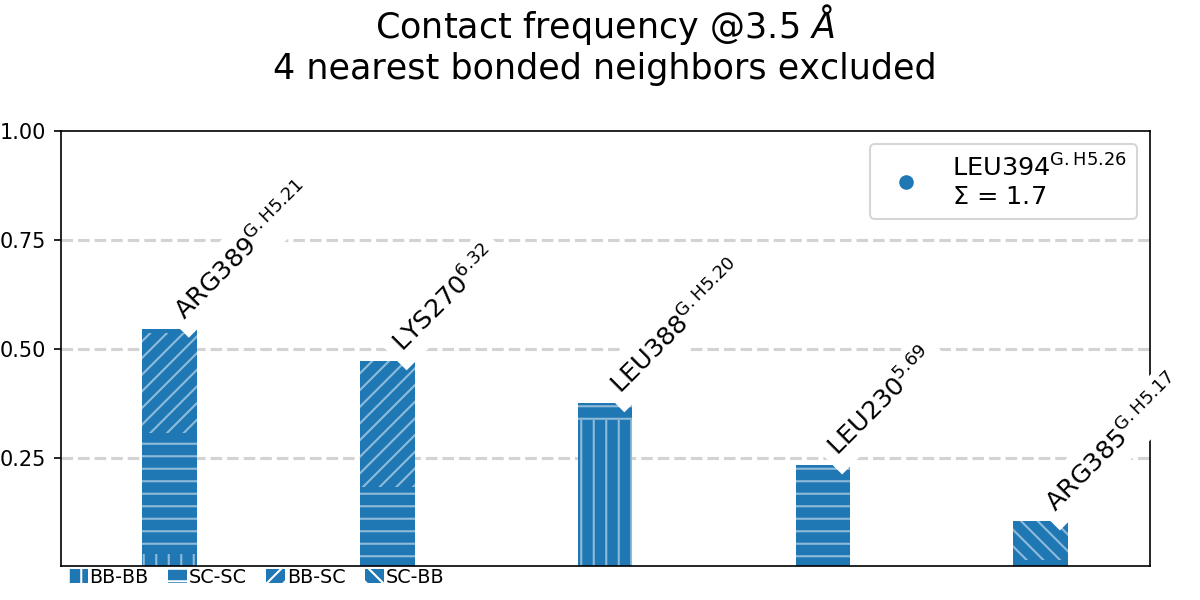 Contact frequency @3.5 Å
4 nearest bonded neighbors excluded
1.00
0.75
0.50
0.25
LEU394G.H5.26
Σ = 1.7
ARG389G.H5.21
LYS2706.32
LEU388G.H5.20
LEU2305.69
ARG385G.H5.17
BB-BB SC-SC BB-SC SC-BB